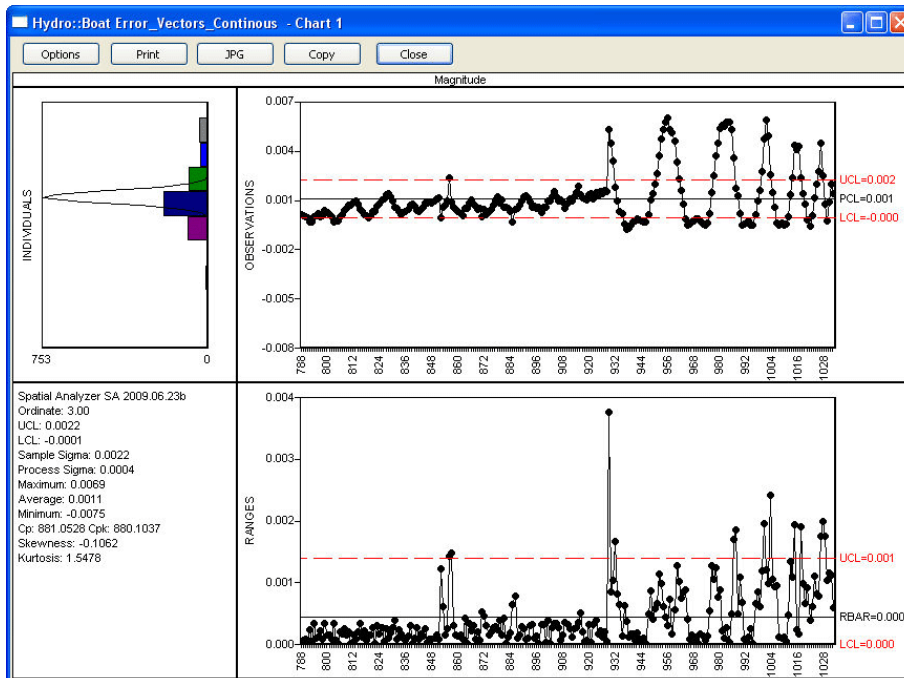 Hydro::Boat Error_Vectors_Continous - Chart 1
Options Print JPG Copy Close
Magnitude
INDIVIDUALS
753 0
OBSERVATIONS
0.007
0.004
0.001
-0.002
-0.005
-0.008
UCL=0.002
PCL=0.001
LCL=-0.000
788 800 812 824 836 848 860 872 884 896 908 920 932 944 956 968 980 992 1004 1016 1028
Spatial Analyzer SA 2009.06.23b
Ordinate: 3.00
UCL: 0.0022
LCL: -0.0001
Sample Sigma: 0.0022
Process Sigma: 0.0004
Maximum: 0.0069
Average: 0.0011
Minimum: -0.0075
Cp: 881.0528 Cpk: 880.1037
Skewness: -0.1062
Kurtosis: 1.5478
RANGES
0.004
0.003
0.002
0.001
0.000
UCL=0.001
RBAR=0.000
LCL=0.000
788 800 812 824 836 848 860 872 884 896 908 920 932 944 956 968 980 992 1004 1016 1028